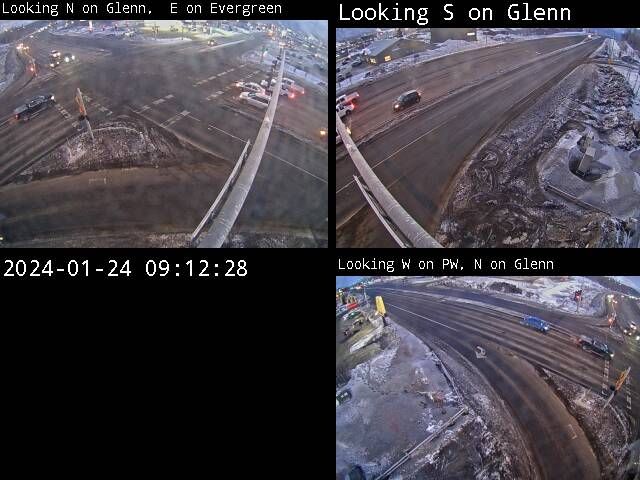 Looking N on Glenn,  E on Evergreen
Looking S on Glenn
2024-01-24 09:12:28
Looking W on PW, N on Glenn